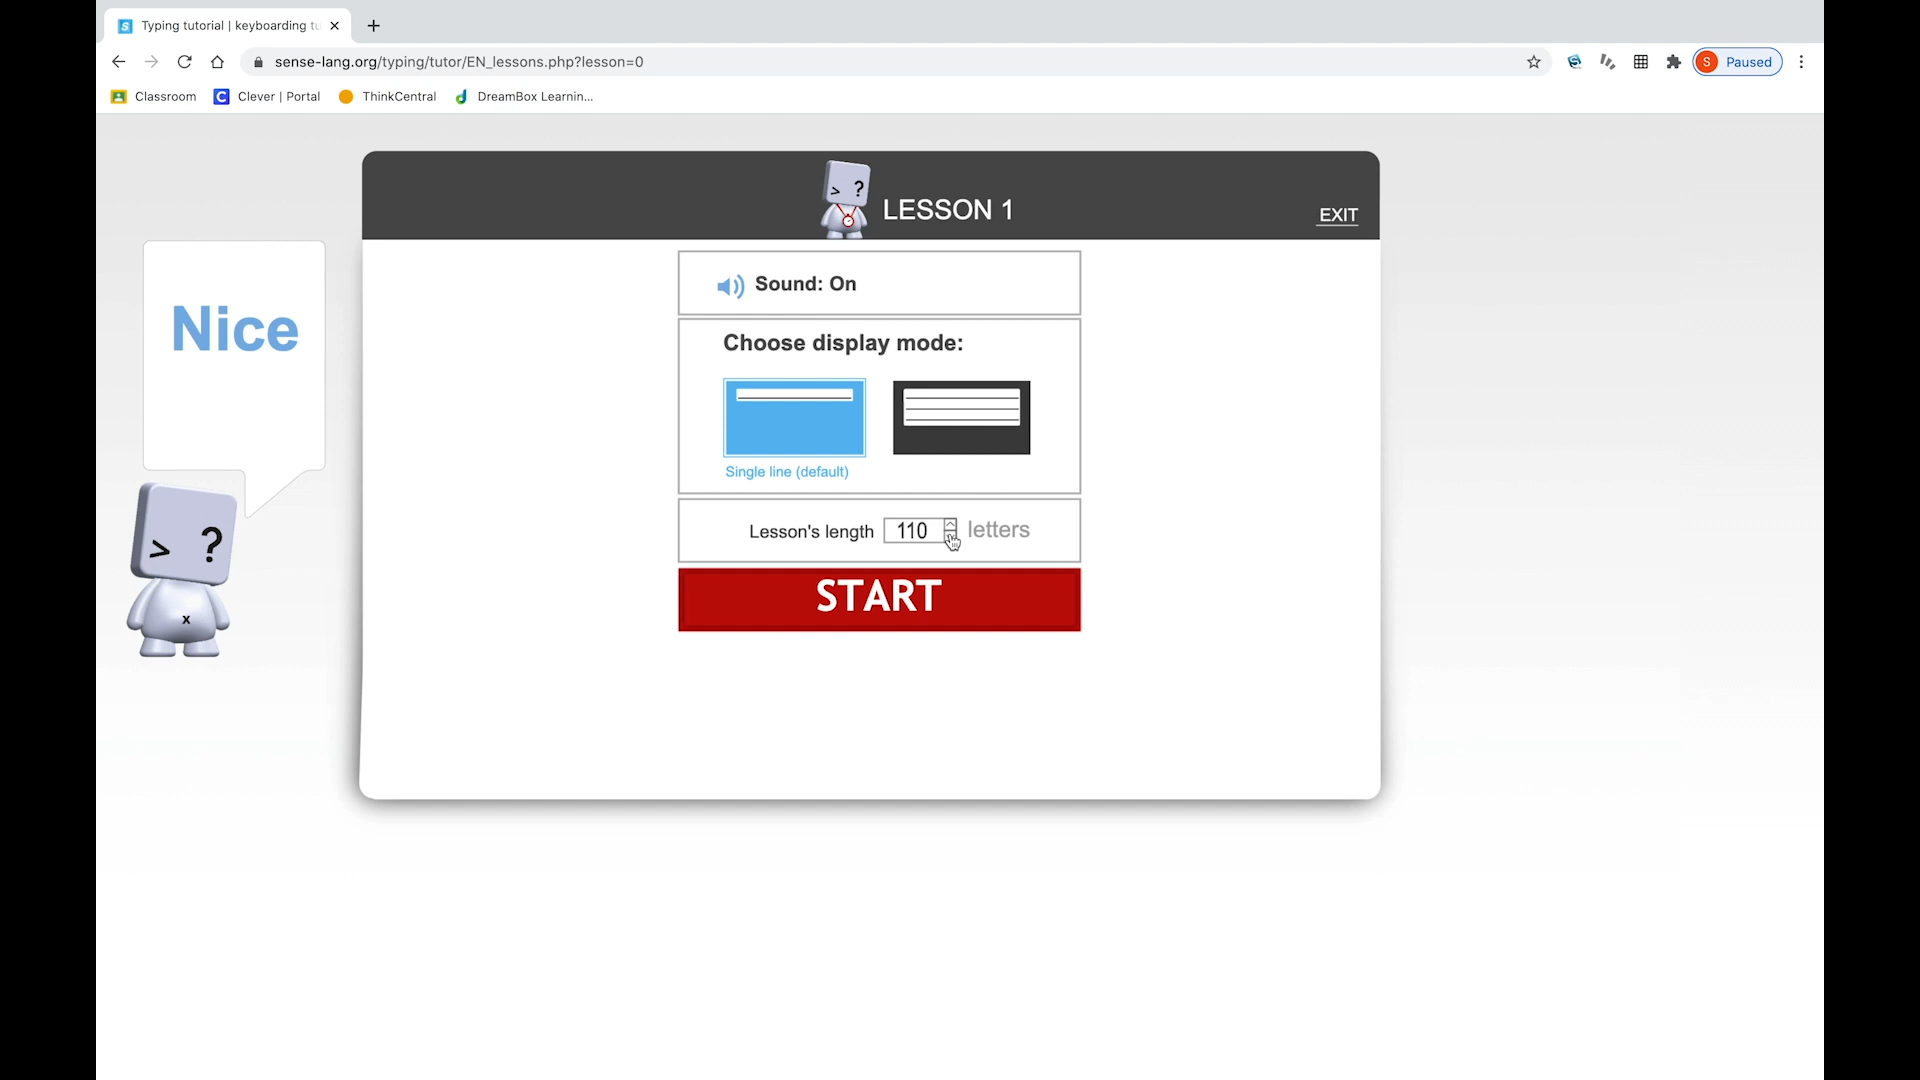 Typing tutorial | keyboarding tu
sense-lang.org/typing/tutor/EN_lessons.php?lesson=0
S Paused
Classroom
C Clever | Portal
ThinkCentral
DreamBox Learnin...
> ?
LESSON 1
EXIT
Nice
Sound: On
Choose display mode:
Single line (default)
Lesson's length 110 letters
> ?
x
START